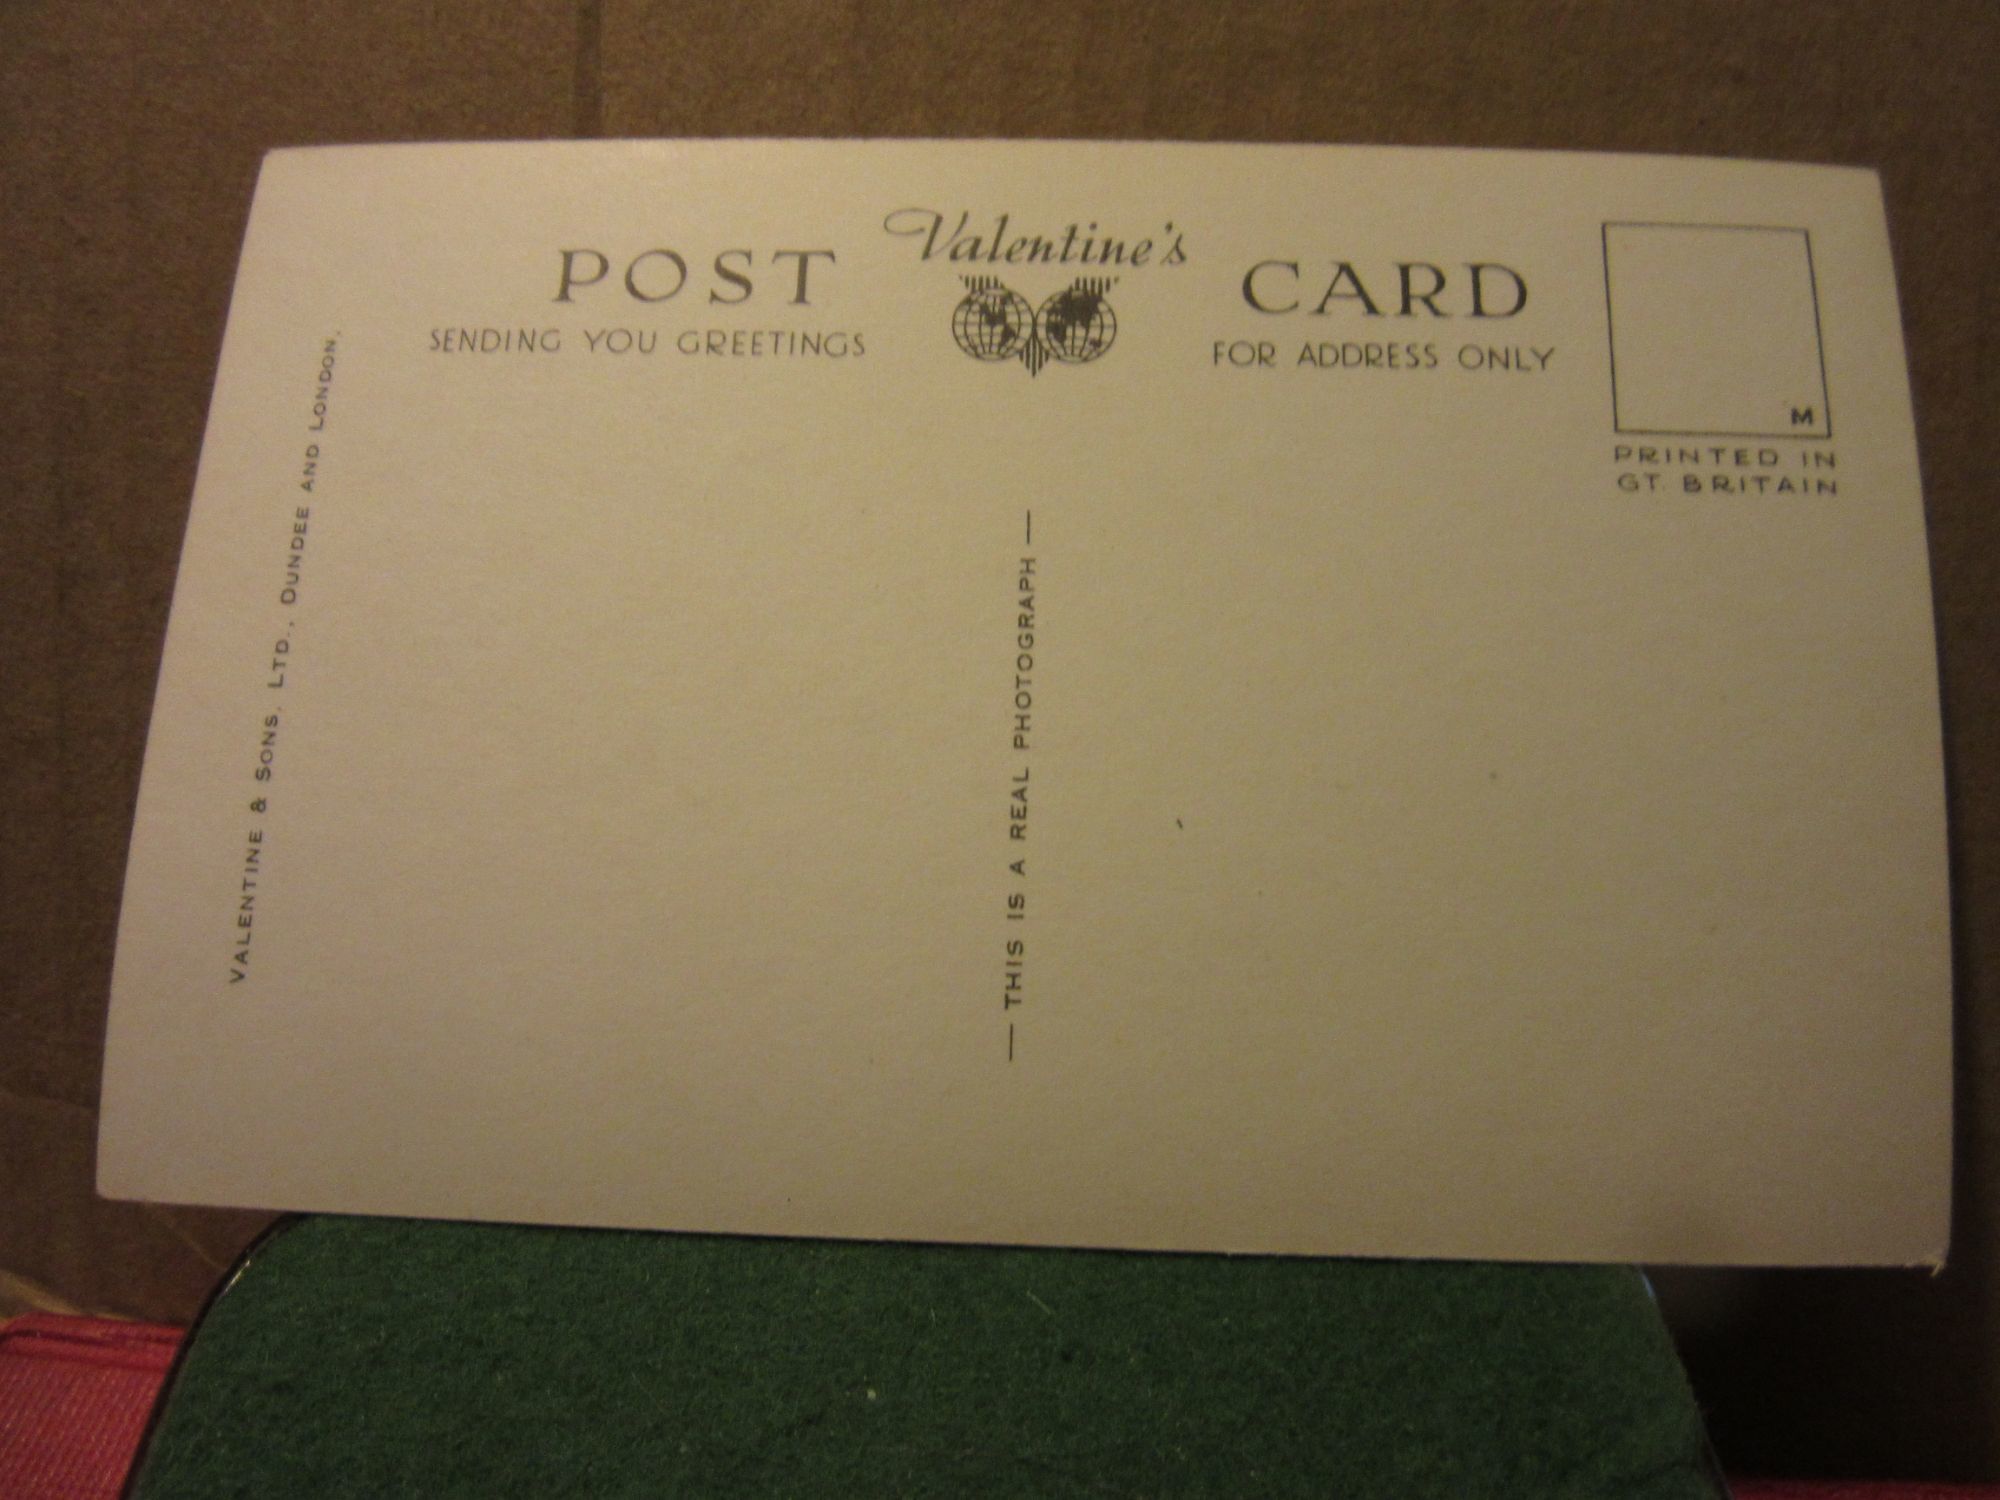 POST Valentine's CARD
SENDING YOU GREETINGS
FOR ADDRESS ONLY
M
PRINTED IN
GT. BRITAIN
VALENTINE & SONS, LTD., DUNDEE AND LONDON.
— THIS IS A REAL PHOTOGRAPH —